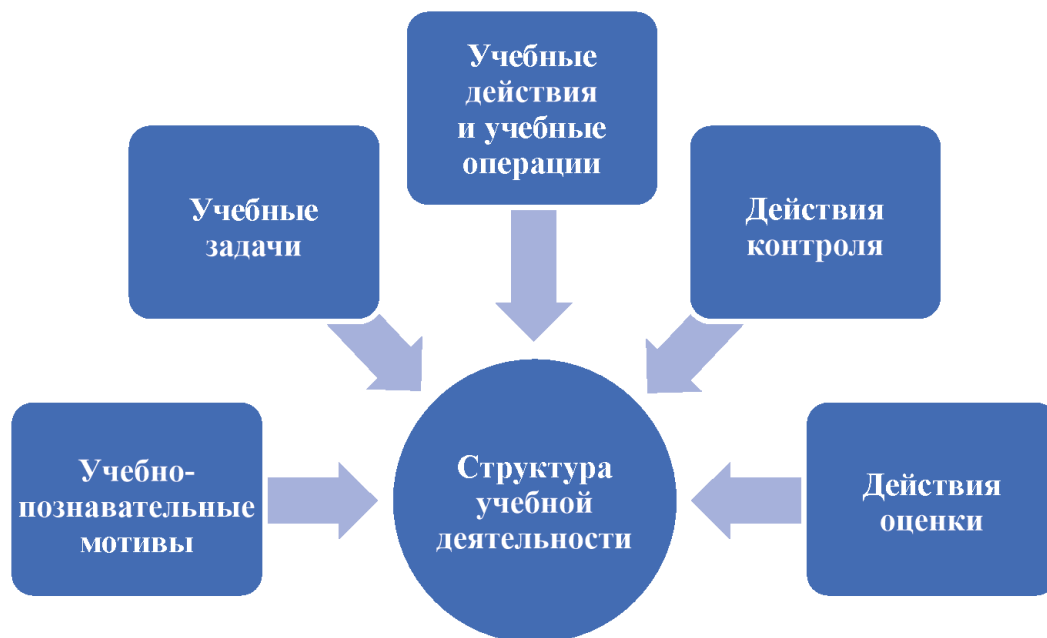 Учебные
действия
и учебные
операции
Учебные
задачи
Действия
контроля
Учебно-
познавательные
мотивы
Структура
учебной
деятельности
Действия
оценки